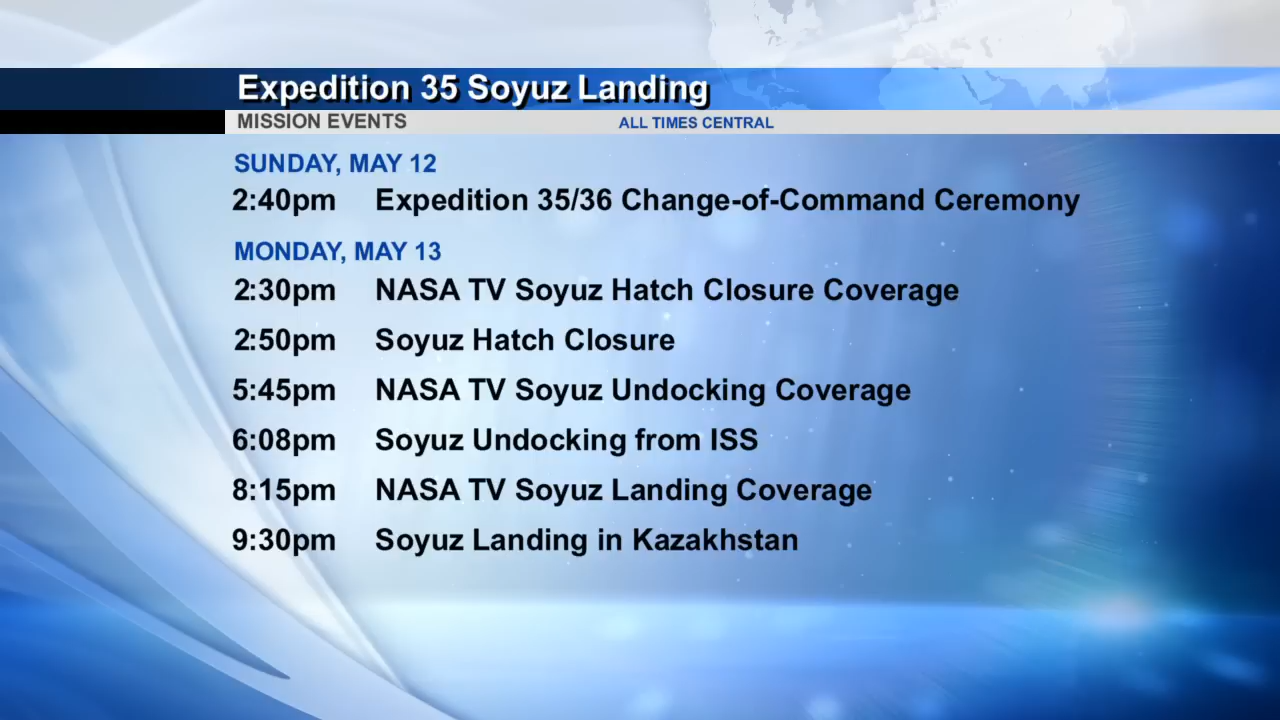 Expedition 35 Soyuz Landing
MISSION EVENTS ALL TIMES CENTRAL
SUNDAY, MAY 12
2:40pm Expedition 35/36 Change-of-Command Ceremony
MONDAY, MAY 13
2:30pm NASA TV Soyuz Hatch Closure Coverage
2:50pm Soyuz Hatch Closure
5:45pm NASA TV Soyuz Undocking Coverage
6:08pm Soyuz Undocking from ISS
8:15pm NASA TV Soyuz Landing Coverage
9:30pm Soyuz Landing in Kazakhstan